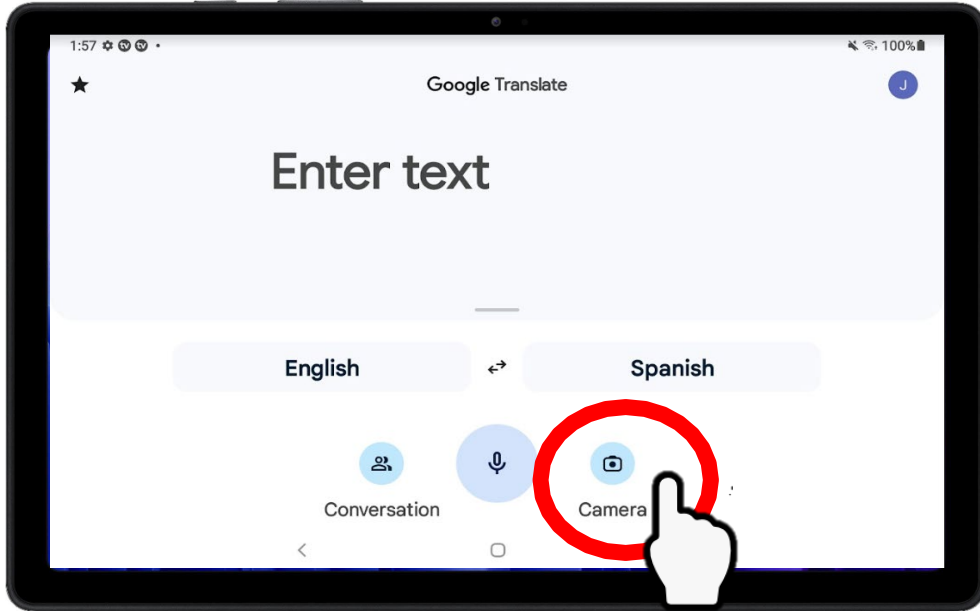 1:57
100%
Google Translate
J
Enter text
English
Spanish
Conversation
Camera